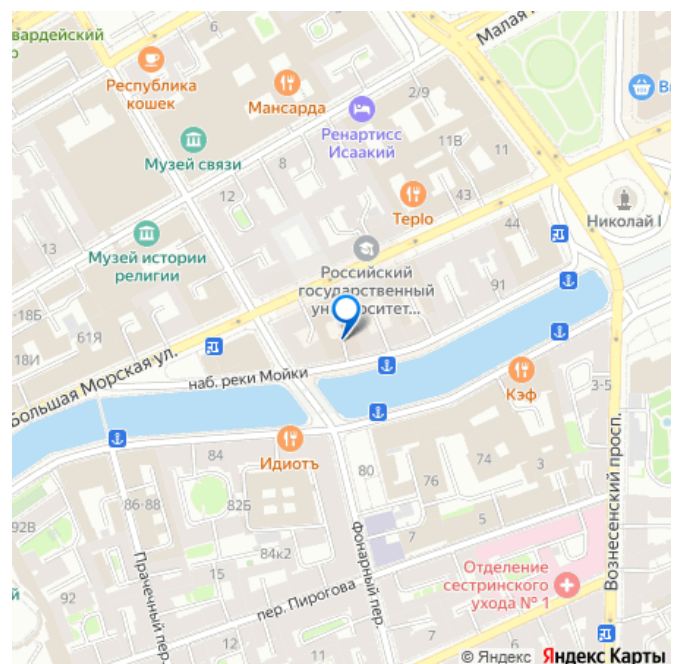 вардейский
Малая
Республика
кошек
Мансарда
2/9
Ренартисс
Исаакий
Музей связи
8
11В
11
12
Teplo
43
44
Николай I
13
Музей истории
религии
Российский
государственный
университет...
91
18Б
61Я
18И
Большая Морская ул.
наб. реки Мойки
Кэф
3-5
Идиотъ
84
80
76
74
3
86-88
82Б
5
7
92В
84к2
Прачечный пер.
Фонарный пер.
Вознесенский просп.
пер. Пирогова
Отделение
сестринского
ухода № 1
й
92
15
11
9
6
4
© Яндекс Яндекс Карты